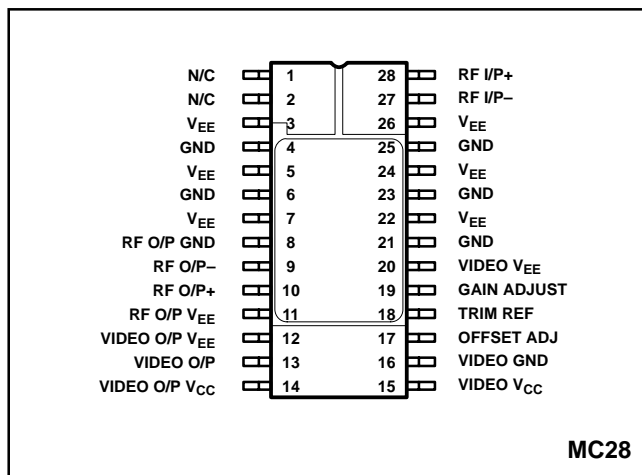 N/C 1 28 RF I/P+
N/C 2 27 RF I/P–
VEE 3 26 VEE
GND 4 25 GND
VEE 5 24 VEE
GND 6 23 GND
VEE 7 22 VEE
RF O/P GND 8 21 GND
RF O/P– 9 20 VIDEO VEE
RF O/P+ 10 19 GAIN ADJUST
RF O/P VEE 11 18 TRIM REF
VIDEO O/P VEE 12 17 OFFSET ADJ
VIDEO O/P 13 16 VIDEO GND
VIDEO O/P VCC 14 15 VIDEO VCC
MC28